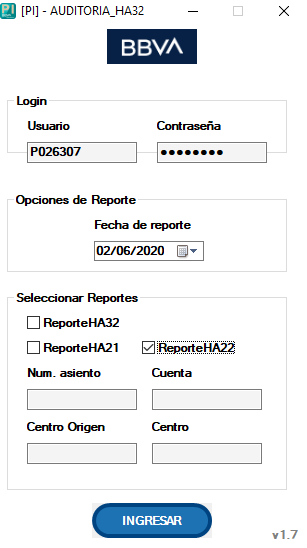 [PI] - AUDITORIA_HA32
BBVA
Login
Usuario Contraseña
P026307 ●●●●●●●●
Opciones de Reporte
Fecha de reporte
02/06/2020
Seleccionar Reportes
ReporteHA32
ReporteHA21 ReporteHA22
Num. asiento Cuenta
Centro Origen Centro
INGRESAR
v1.7